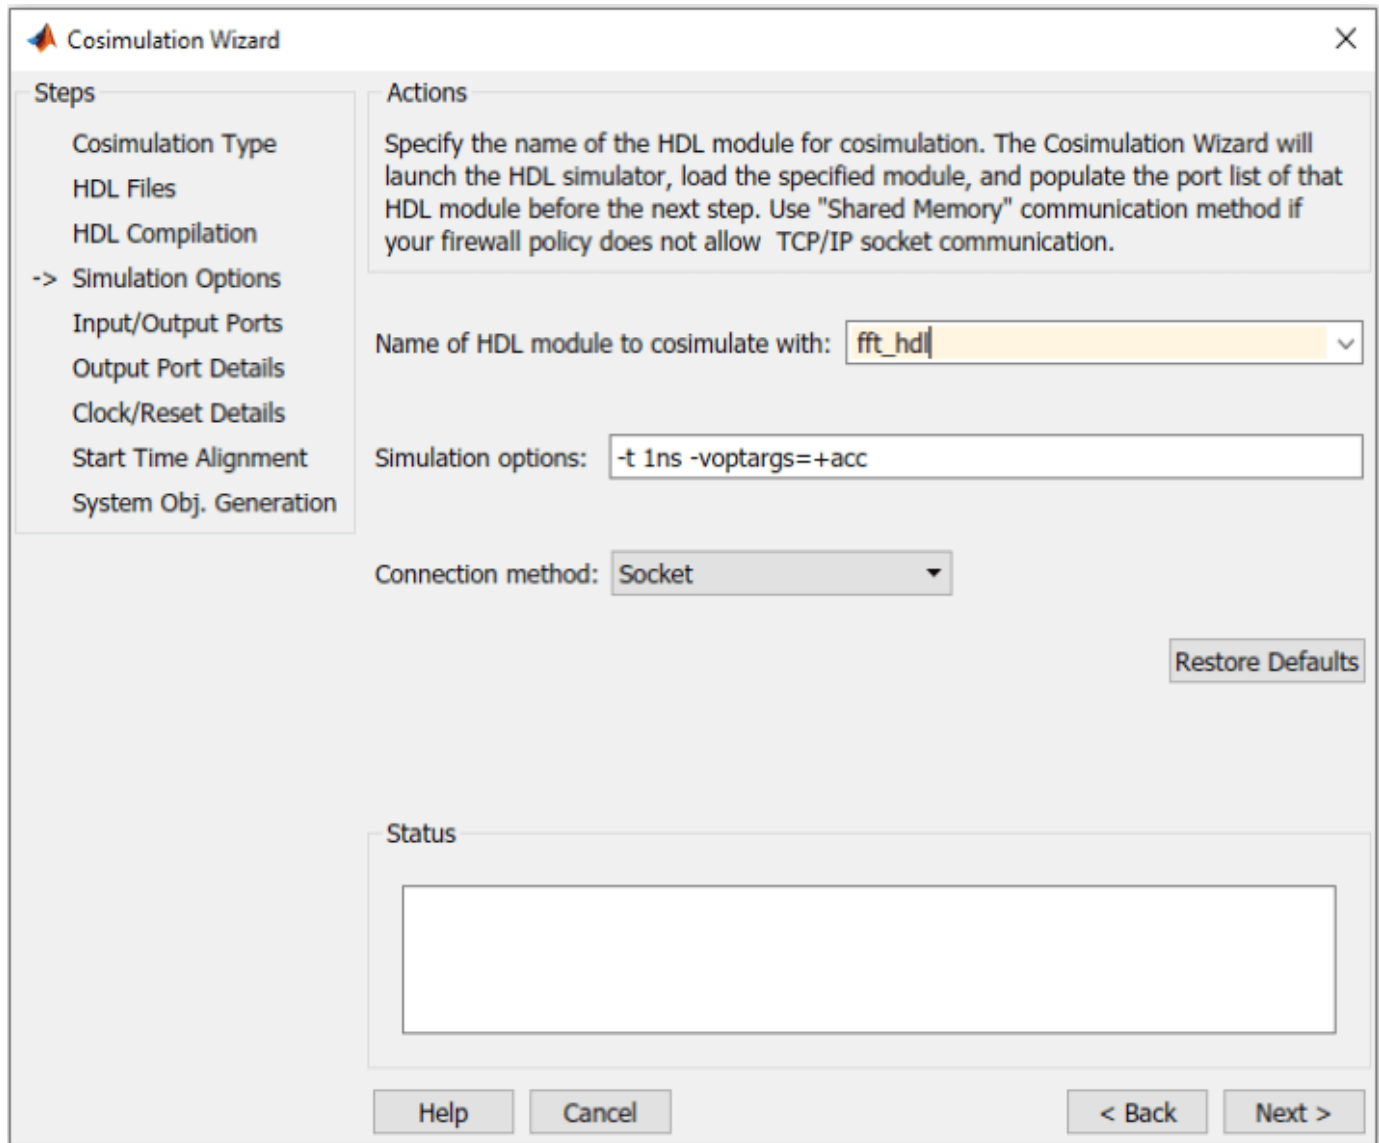 Cosimulation Wizard
Steps
Cosimulation Type
HDL Files
HDL Compilation
-> Simulation Options
Input/Output Ports
Output Port Details
Clock/Reset Details
Start Time Alignment
System Obj. Generation
Actions
Specify the name of the HDL module for cosimulation. The Cosimulation Wizard will
launch the HDL simulator, load the specified module, and populate the port list of that
HDL module before the next step. Use "Shared Memory" communication method if
your firewall policy does not allow  TCP/IP socket communication.
Name of HDL module to cosimulate with: fft_hdl
Simulation options: -t 1ns -voptargs=+acc
Connection method: Socket
Restore Defaults
Status
Help Cancel < Back Next >